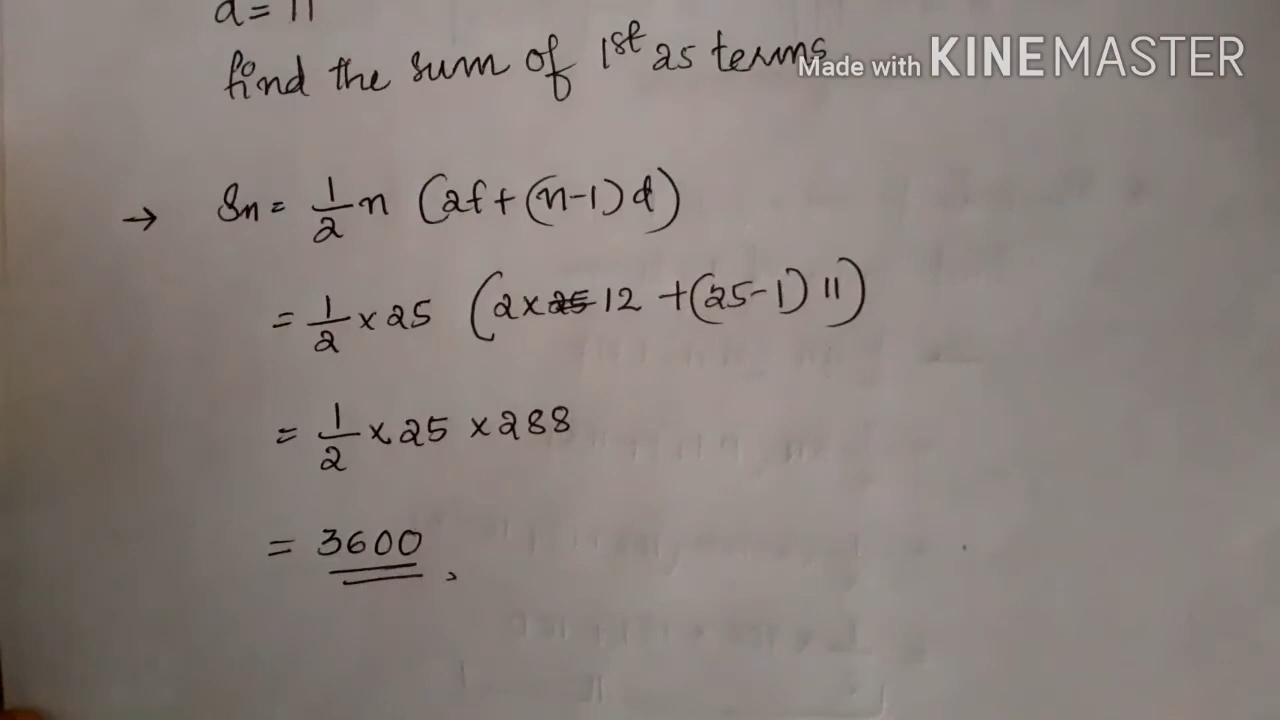 d = 11
find the sum of 1st 25 terms
Made with KINEMASTER
→ Sn = 1/2 n (2f + (n-1) d)
= 1/2 × 25 (2×25 12 + (25-1) 11)
= 1/2 × 25 × 288
= 3600,